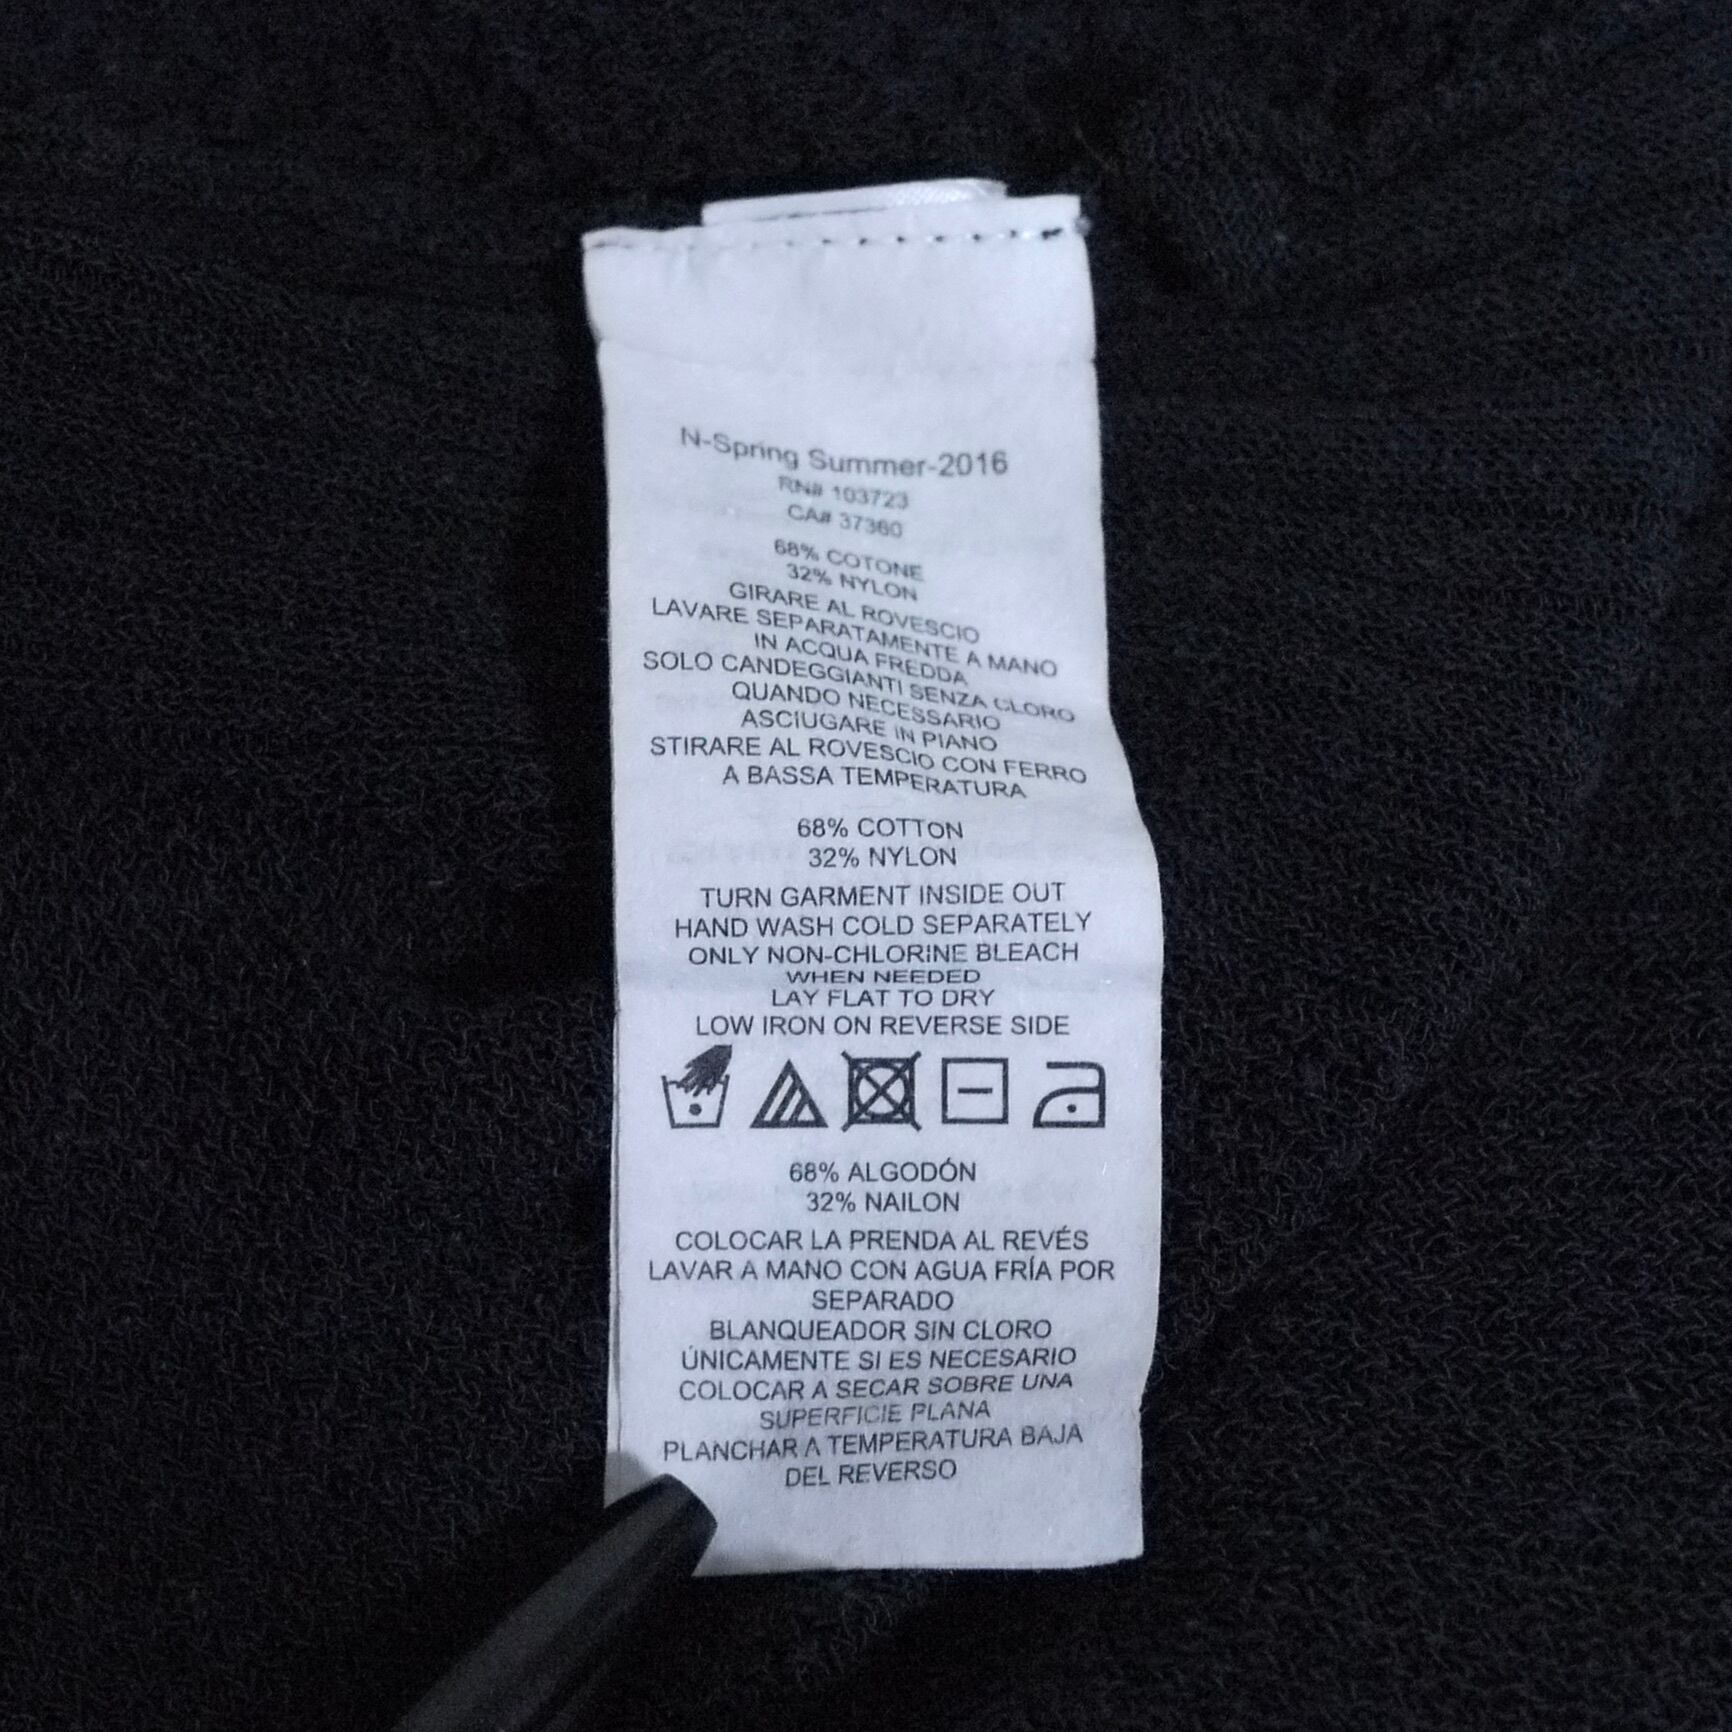 N-Spring Summer-2016
RN# 103723
CA# 37360
68% COTONE
32% NYLON
GIRARE AL ROVESCIO
LAVARE SEPARATAMENTE A MANO
IN ACQUA FREDDA
SOLO CANDEGGIANTI SENZA CLORO
QUANDO NECESSARIO
ASCIUGARE IN PIANO
STIRARE AL ROVESCIO CON FERRO
A BASSA TEMPERATURA
68% COTTON
32% NYLON
TURN GARMENT INSIDE OUT
HAND WASH COLD SEPARATELY
ONLY NON-CHLORINE BLEACH
WHEN NEEDED
LAY FLAT TO DRY
LOW IRON ON REVERSE SIDE
68% ALGODÓN
32% NAILON
COLOCAR LA PRENDA AL REVÉS
LAVAR A MANO CON AGUA FRÍA POR
SEPARADO
BLANQUEADOR SIN CLORO
ÚNICAMENTE SI ES NECESARIO
COLOCAR A SECAR SOBRE UNA
SUPERFICIE PLANA
PLANCHAR A TEMPERATURA BAJA
DEL REVERSO